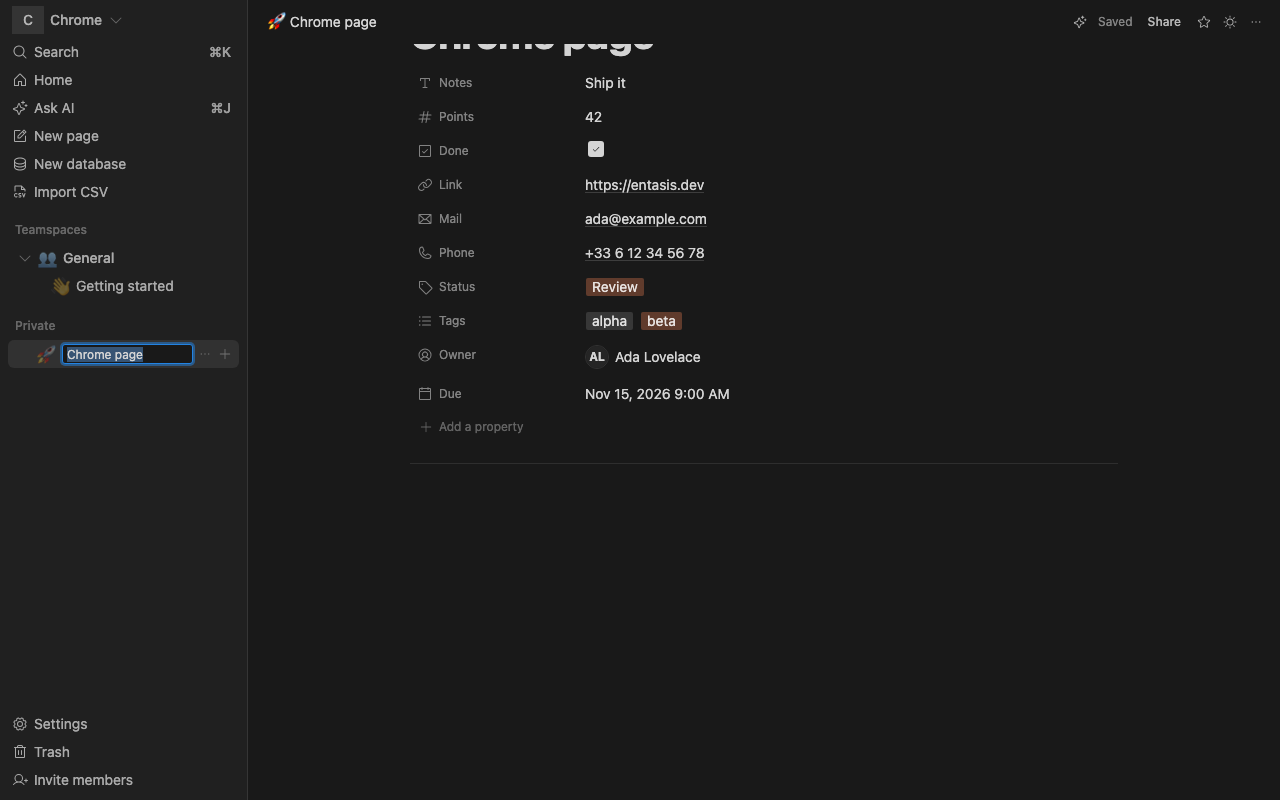 C Chrome
Search ⌘K
Home
Ask AI ⌘J
New page
New database
Import CSV
Teamspaces
General
Getting started
Private
Chrome page
Settings
Trash
Invite members
Chrome page
Saved Share
Chrome page
Notes Ship it
Points 42
Done
Link https://entasis.dev
Mail ada@example.com
Phone +33 6 12 34 56 78
Status Review
Tags alpha beta
Owner AL Ada Lovelace
Due Nov 15, 2026 9:00 AM
Add a property